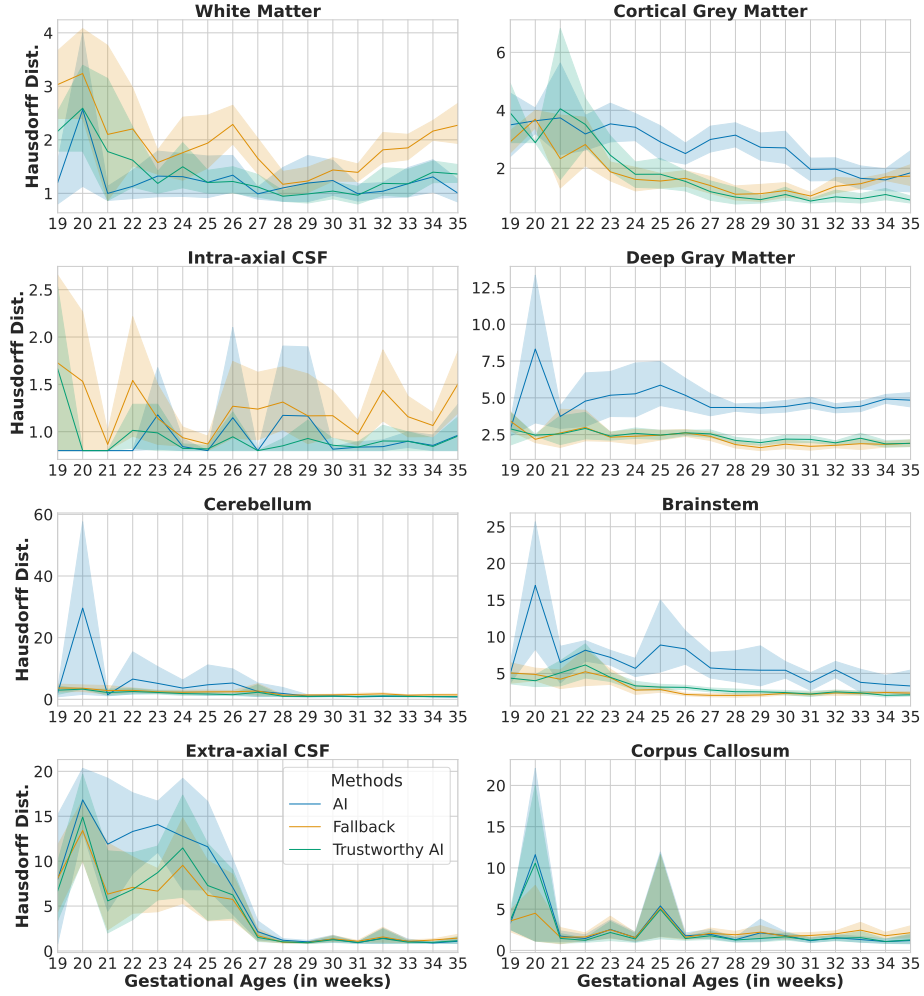 White Matter
Cortical Grey Matter
Hausdorff Dist.
4
3
2
1
19 20 21 22 23 24 25 26 27 28 29 30 31 32 33 34 35
6
4
2
19 20 21 22 23 24 25 26 27 28 29 30 31 32 33 34 35
Intra-axial CSF
Deep Gray Matter
Hausdorff Dist.
2.5
2.0
1.5
1.0
19 20 21 22 23 24 25 26 27 28 29 30 31 32 33 34 35
12.5
10.0
7.5
5.0
2.5
19 20 21 22 23 24 25 26 27 28 29 30 31 32 33 34 35
Cerebellum
Brainstem
Hausdorff Dist.
60
40
20
0
19 20 21 22 23 24 25 26 27 28 29 30 31 32 33 34 35
25
20
15
10
5
19 20 21 22 23 24 25 26 27 28 29 30 31 32 33 34 35
Extra-axial CSF
Corpus Callosum
Hausdorff Dist.
20
15
10
5
0
Methods
AI
Fallback
Trustworthy AI
19 20 21 22 23 24 25 26 27 28 29 30 31 32 33 34 35
Gestational Ages (in weeks)
20
15
10
5
0
19 20 21 22 23 24 25 26 27 28 29 30 31 32 33 34 35
Gestational Ages (in weeks)